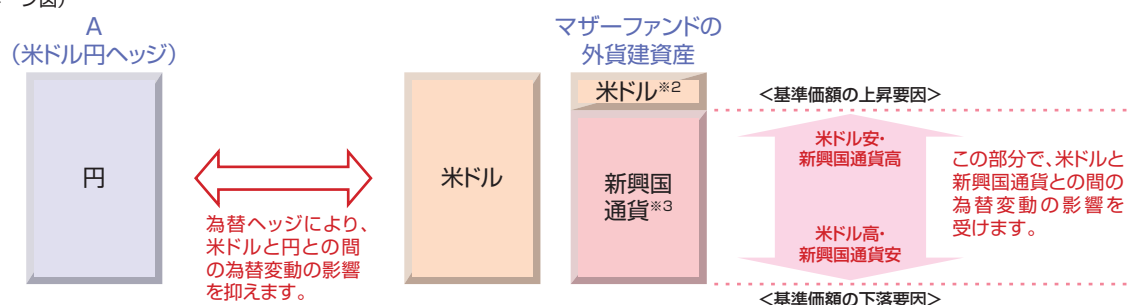 ージ図)
A
(米ドル円ヘッジ)
円
為替ヘッジにより、
米ドルと円との間
の為替変動の影響
を抑えます。
米ドル
マザーファンドの
外貨建資産
米ドル※2
新興国
通貨※3
<基準価額の上昇要因>
米ドル安・
新興国通貨高
米ドル高・
新興国通貨安
<基準価額の下落要因>
この部分で、米ドルと
新興国通貨との間の
為替変動の影響を
受けます。